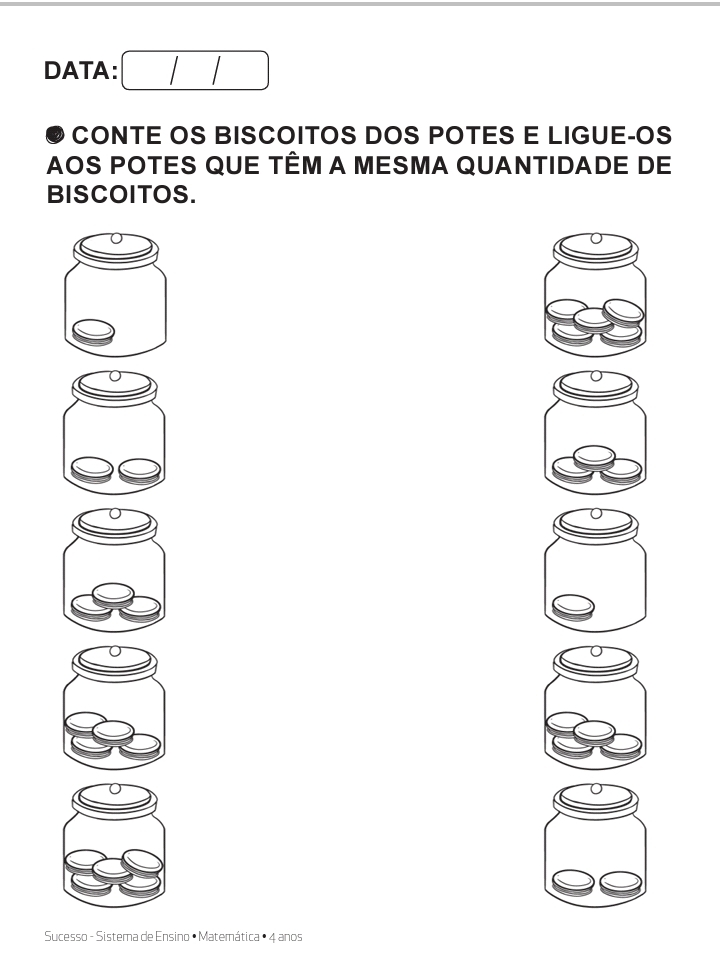 DATA: / /
CONTE OS BISCOITOS DOS POTES E LIGUE-OS
AOS POTES QUE TÊM A MESMA QUANTIDADE DE
BISCOITOS.
Sucesso - Sistema de Ensino • Matemática • 4 anos